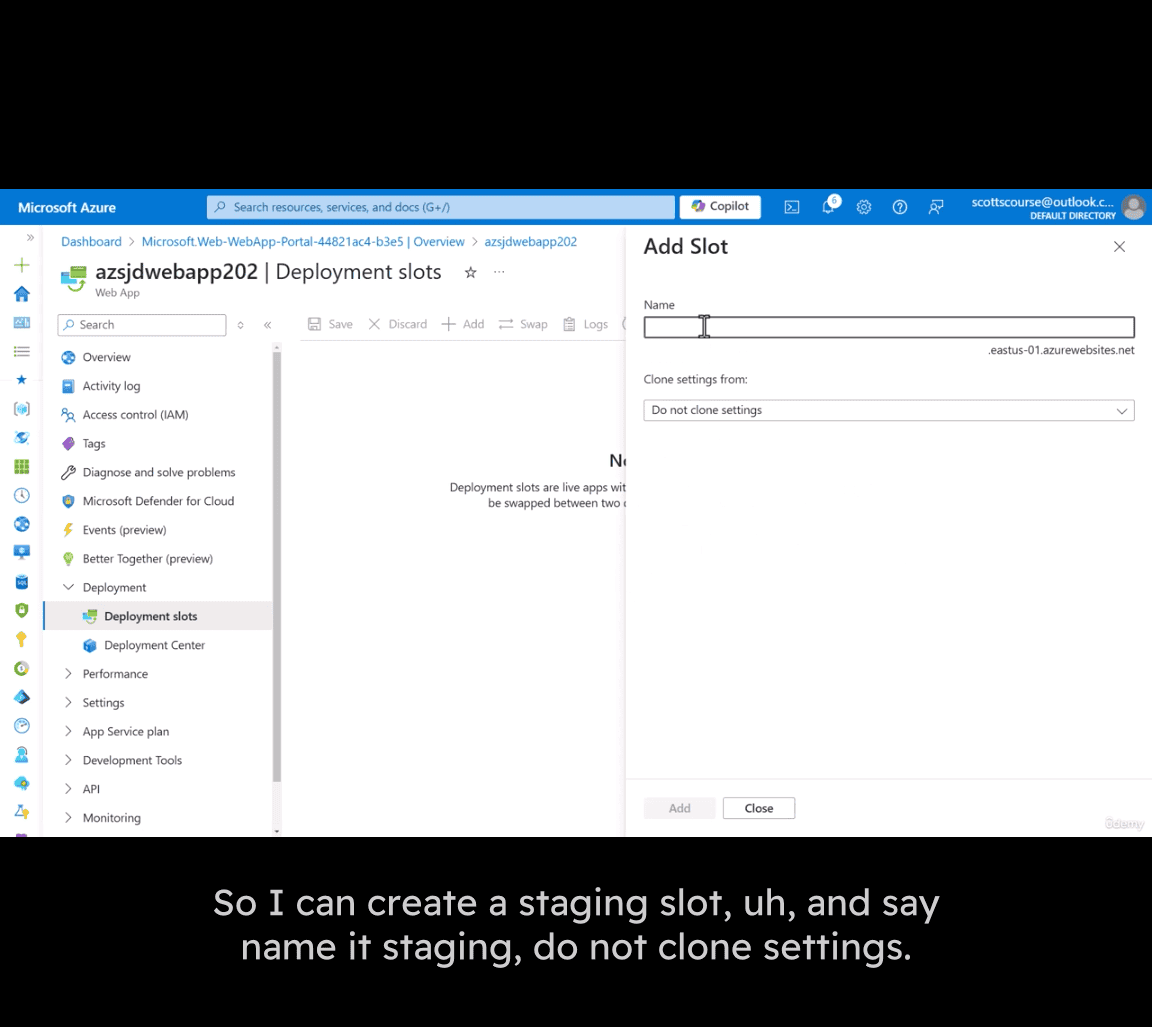 Microsoft Azure
Search resources, services, and docs (G+/)
Copilot
6
scottscourse@outlook.c...
DEFAULT DIRECTORY
Dashboard > Microsoft.Web-WebApp-Portal-44821ac4-b3e5 | Overview > azsjdwebapp202
azsjdwebapp202 | Deployment slots
Web App
Search
Save
Discard
Add
Swap
Logs
Overview
Activity log
Access control (IAM)
Tags
Diagnose and solve problems
Microsoft Defender for Cloud
Events (preview)
Better Together (preview)
Deployment
Deployment slots
Deployment Center
Performance
Settings
App Service plan
Development Tools
API
Monitoring
Deployment slots are live apps
be swapped between two
Add Slot
Name
.eastus-01.azurewebsites.net
Clone settings from:
Do not clone settings
Add
Close
ûdemy
So I can create a staging slot, uh, and say
name it staging, do not clone settings.